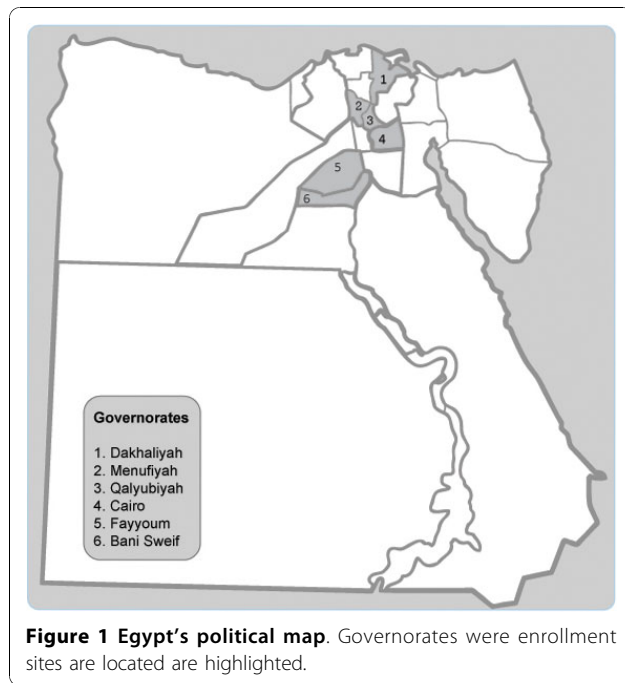 1
2
3
4
5
6
Governorates
1. Dakhaliyah
2. Menufiyah
3. Qalyubiyah
4. Cairo
5. Fayyoum
6. Bani Sweif
Figure 1 Egypt's political map. Governorates were enrollment
sites are located are highlighted.